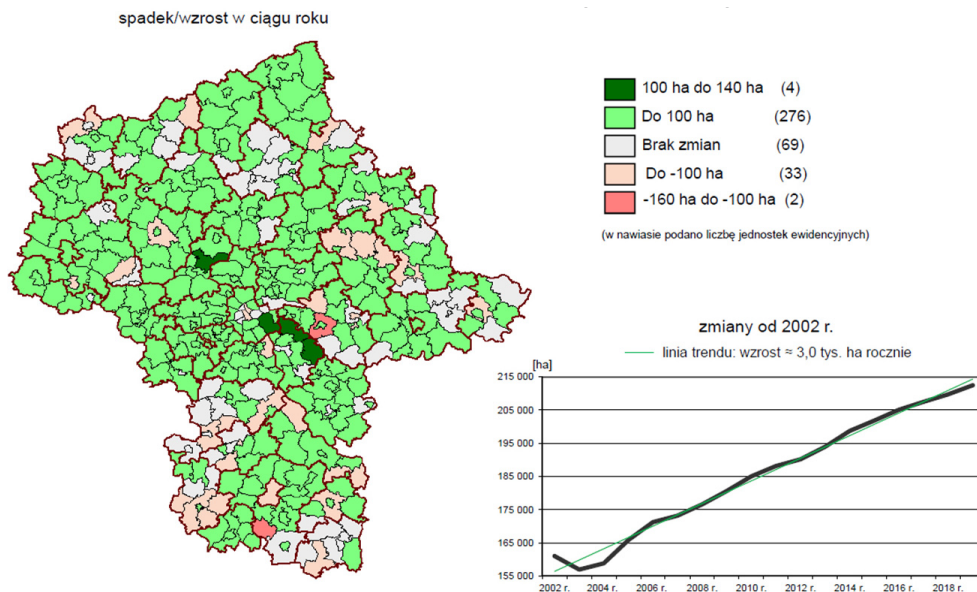 spadek/wzrost w ciągu roku
100 ha do 140 ha (4)
Do 100 ha (276)
Brak zmian (69)
Do -100 ha (33)
-160 ha do -100 ha (2)
(w nawiasie podano liczbę jednostek ewidencyjnych)
zmiany od 2002 r.
linia trendu: wzrost ≈ 3,0 tys. ha rocznie
[ha]
215 000
205 000
195 000
185 000
175 000
165 000
155 000
2002 r. 2004 r. 2006 r. 2008 r. 2010 r. 2012 r. 2014 r. 2016 r. 2018 r.